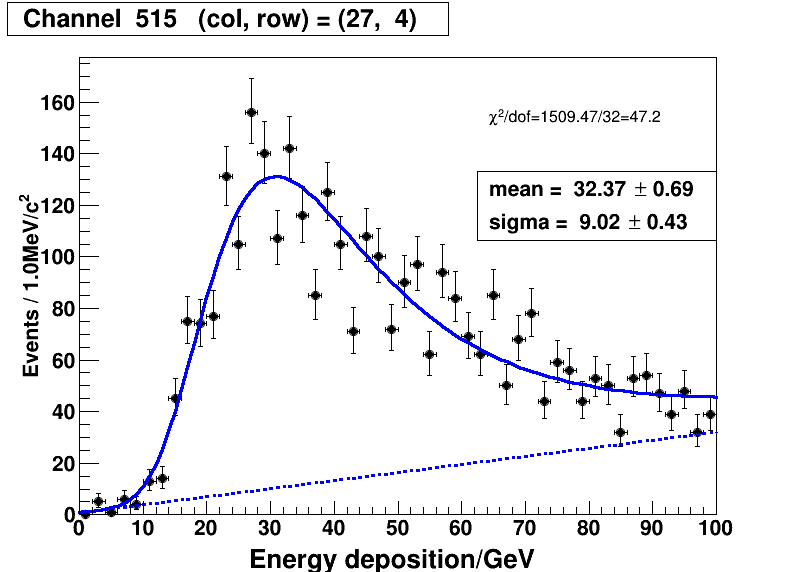 Channel 515 (col, row) = (27, 4)
χ²/dof=1509.47/32=47.2
mean = 32.37 ± 0.69
sigma = 9.02 ± 0.43
Events / 1.0MeV/c²
160
140
120
100
80
60
40
20
0
0 10 20 30 40 50 60 70 80 90 100
Energy deposition/GeV